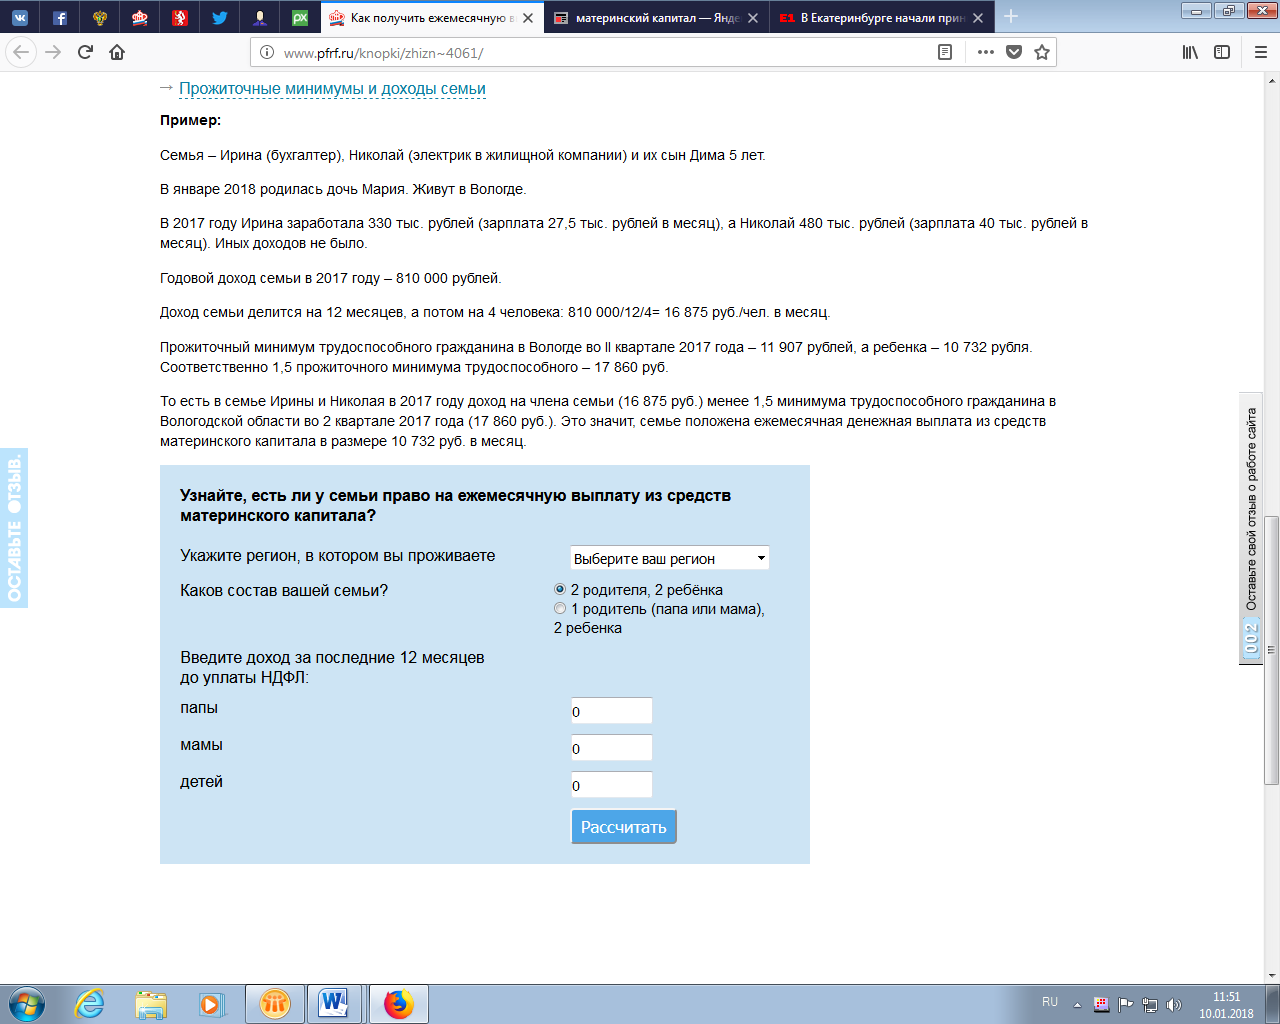 Как получить ежемесячную в
материнский капитал — Янде
E1 В Екатеринбурге начали прин
www.pfrf.ru/knopki/zhizn~4061/
→ Прожиточные минимумы и доходы семьи
Пример:
Семья – Ирина (бухгалтер), Николай (электрик в жилищной компании) и их сын Дима 5 лет.
В январе 2018 родилась дочь Мария. Живут в Вологде.
В 2017 году Ирина заработала 330 тыс. рублей (зарплата 27,5 тыс. рублей в месяц), а Николай 480 тыс. рублей (зарплата 40 тыс. рублей в
месяц). Иных доходов не было.
Годовой доход семьи в 2017 году – 810 000 рублей.
Доход семьи делится на 12 месяцев, а потом на 4 человека: 810 000/12/4= 16 875 руб./чел. в месяц.
Прожиточный минимум трудоспособного гражданина в Вологде во II квартале 2017 года – 11 907 рублей, а ребенка – 10 732 рубля.
Соответственно 1,5 прожиточного минимума трудоспособного – 17 860 руб.
То есть в семье Ирины и Николая в 2017 году доход на члена семьи (16 875 руб.) менее 1,5 минимума трудоспособного гражданина в
Вологодской области во 2 квартале 2017 года (17 860 руб.). Это значит, семье положена ежемесячная денежная выплата из средств
материнского капитала в размере 10 732 руб. в месяц.
ОСТАВЬТЕ ОТЗЫВ.
Оставьте свой отзыв о работе сайта
002
Узнайте, есть ли у семьи право на ежемесячную выплату из средств
материнского капитала?
Укажите регион, в котором вы проживаете
Выберите ваш регион
Каков состав вашей семьи?
2 родителя, 2 ребёнка
1 родитель (папа или мама),
2 ребенка
Введите доход за последние 12 месяцев
до уплаты НДФЛ:
папы
0
мамы
0
детей
0
Рассчитать
RU
11:51
10.01.2018